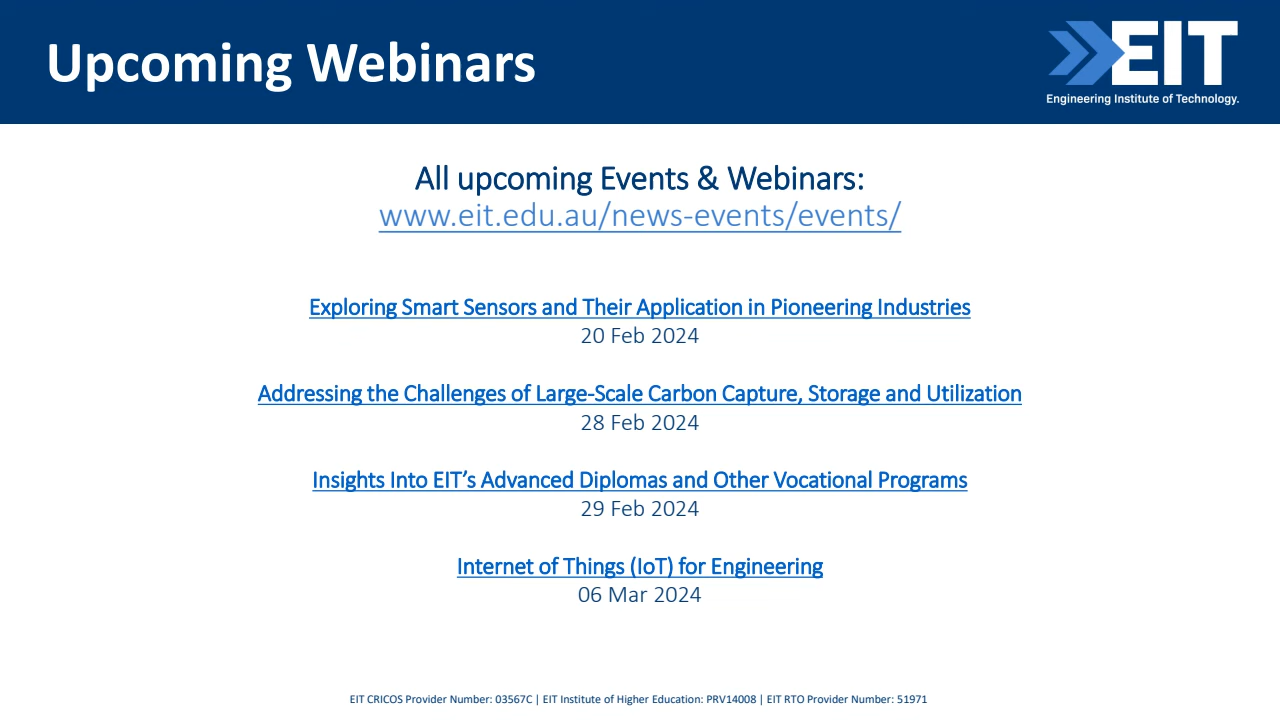 Upcoming Webinars
EIT
Engineering Institute of Technology.
All upcoming Events & Webinars:
www.eit.edu.au/news-events/events/
Exploring Smart Sensors and Their Application in Pioneering Industries
20 Feb 2024
Addressing the Challenges of Large-Scale Carbon Capture, Storage and Utilization
28 Feb 2024
Insights Into EIT’s Advanced Diplomas and Other Vocational Programs
29 Feb 2024
Internet of Things (IoT) for Engineering
06 Mar 2024
EIT CRICOS Provider Number: 03567C | EIT Institute of Higher Education: PRV14008 | EIT RTO Provider Number: 51971